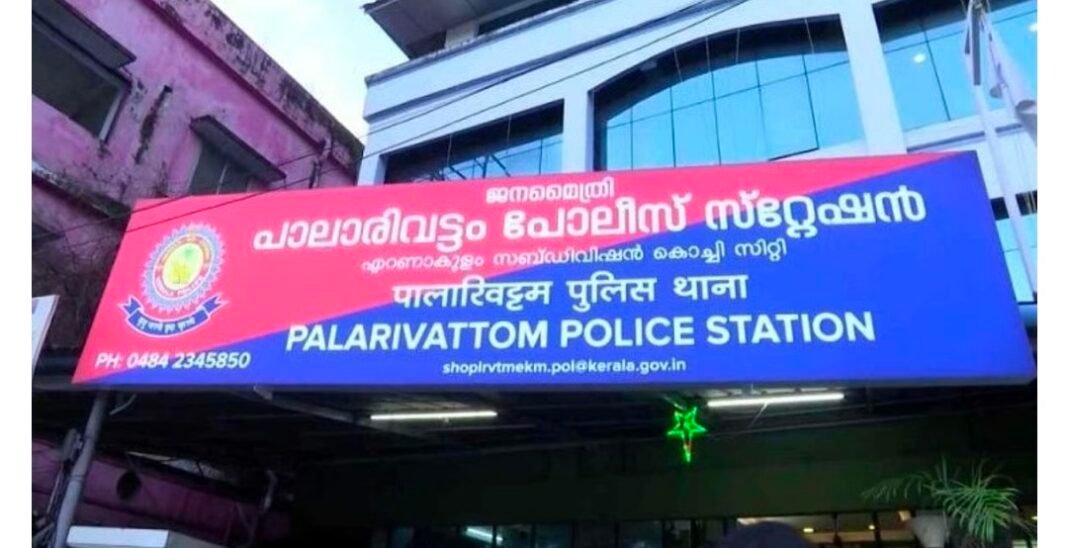 ജനമൈത്രി
പാലാരിവട്ടം പോലീസ് സ്റ്റേഷൻ
എറണാകുളം സബ്ഡിവിഷൻ കൊച്ചി സിറ്റി
पालारिवट्टम पुलिस थाना
PALARIVATTOM POLICE STATION
PH: 0484 2345850
shoplrvtmekm.pol@kerala.gov.in